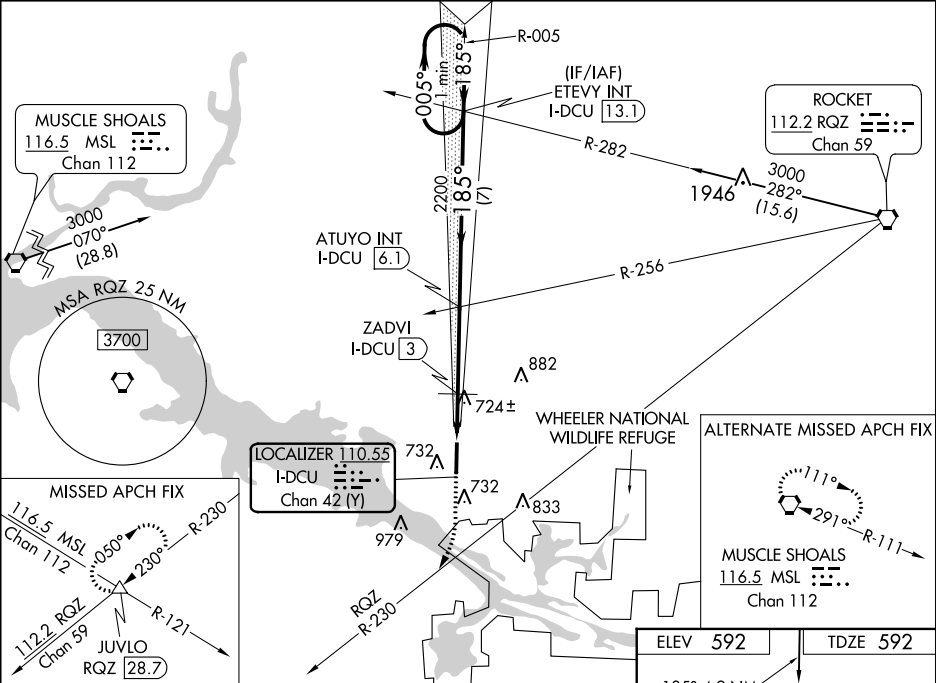 R-005
185°
005°
1 min
(IF/IAF)
ETEVY INT
I-DCU 13.1
MUSCLE SHOALS
116.5 MSL
Chan 112
ROCKET
112.2 RQZ
Chan 59
R-282
1946
3000
282°
(15.6)
2200
185°
(7)
3000
070°
(28.8)
ATUYO INT
I-DCU 6.1
R-256
MSA RQZ 25 NM
3700
ZADVI
I-DCU 3
882
724±
WHEELER NATIONAL
WILDLIFE REFUGE
LOCALIZER 110.55
I-DCU
Chan 42 (Y)
732
732
833
979
RQZ
R-230
MISSED APCH FIX
116.5 MSL
Chan 112
050°
230°
R-230
112.2 RQZ
Chan 59
R-121
JUVLO
RQZ 28.7
ALTERNATE MISSED APCH FIX
111°
291°
R-111
MUSCLE SHOALS
116.5 MSL
Chan 112
ELEV 592
TDZE 592